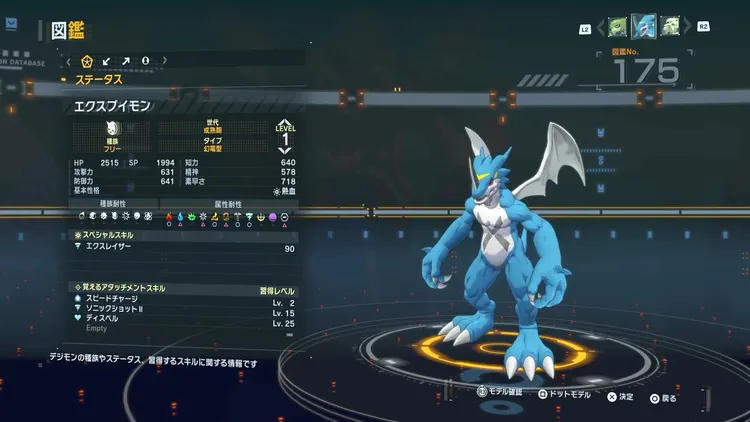 図鑑
ON DATABASE
L2
R2
図鑑No.
175
ステータス
エクスブイモン
種族
フリー
世代
成熟期
タイプ
幻竜型
LEVEL
1
HP 2515 SP 1994 知力 640
攻撃力 631 精神 578
防御力 641 素早さ 718
基本性格 熱血
種族耐性 属性耐性
スペシャルスキル
エクスレイザー 90
覚えるアタッチメントスキル 習得レベル
スピードチャージ Lv. 2
ソニックショットII Lv. 15
ディスペル Lv. 25
Empty
デジモンの種族やステータス、習得するスキルに関する情報です
R3 モデル確認 ドットモデル 決定 戻る